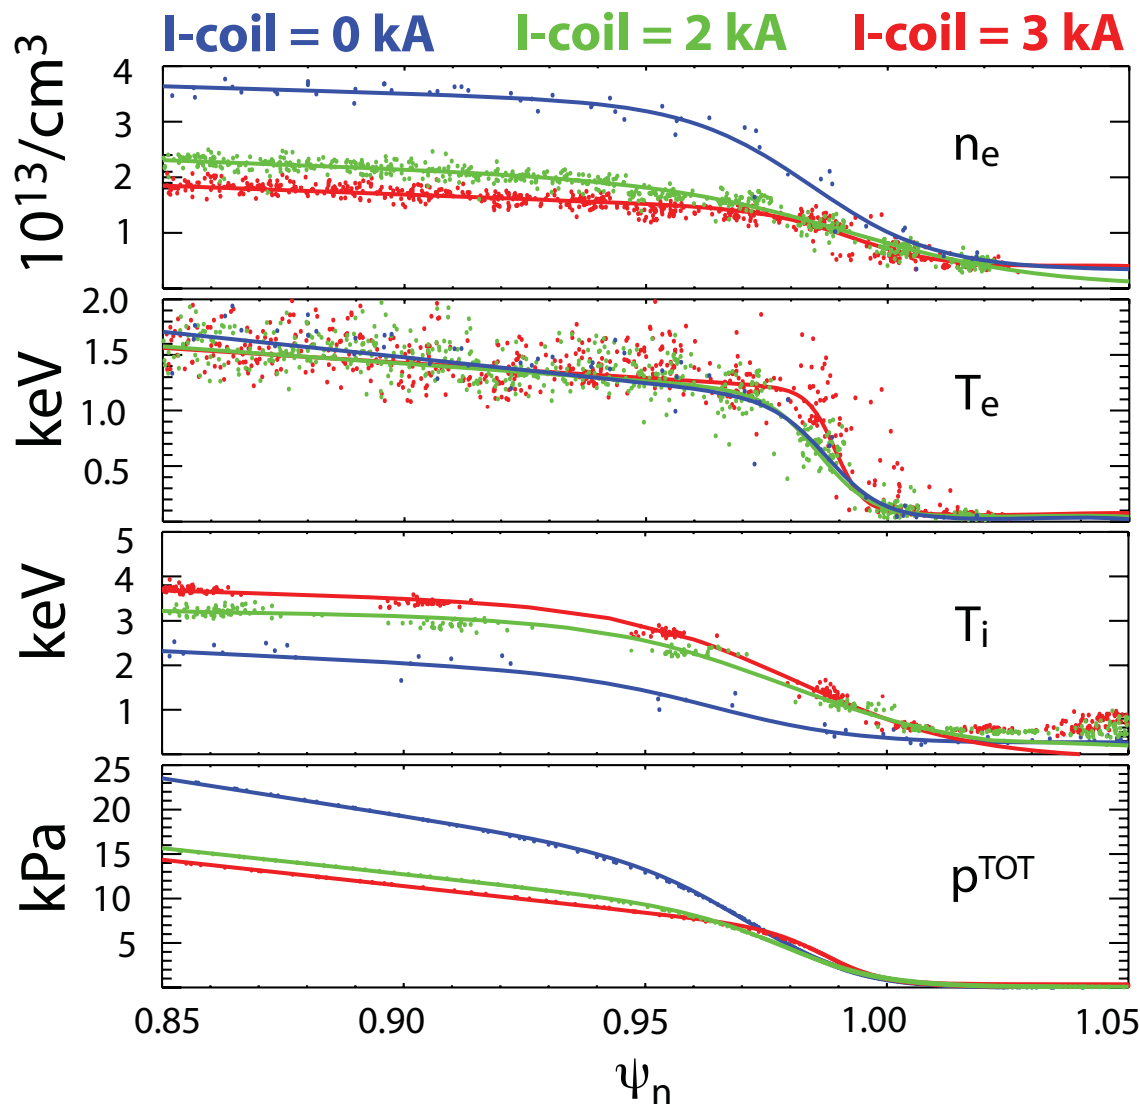 I-coil = 0 kA I-coil = 2 kA I-coil = 3 kA
10¹³/cm³
4
3
2
1
nₑ
keV
2.0
1.5
1.0
0.5
Tₑ
keV
5
4
3
2
1
Tᵢ
kPa
25
20
15
10
5
pᵀᴼᵀ
0.85 0.90 0.95 1.00 1.05
ψₙ